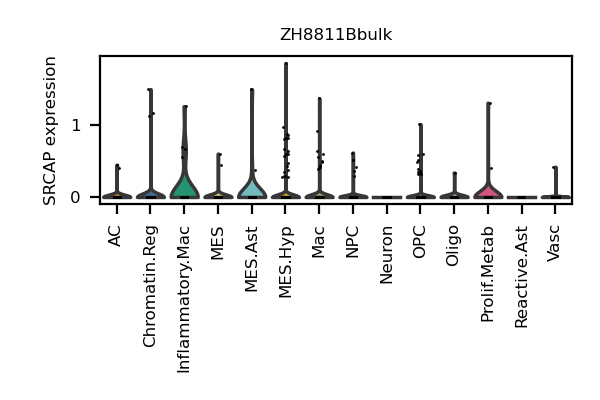 ZH8811Bbulk
SRCAP expression
1
0
AC
Chromatin.Reg
Inflammatory.Mac
MES
MES.Ast
MES.Hyp
Mac
NPC
Neuron
OPC
Oligo
Prolif.Metab
Reactive.Ast
Vasc